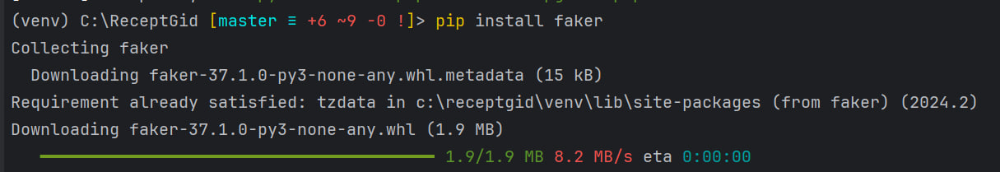 (venv) C:\ReceptGid [master ≡ +6 ~9 -0 !]> pip install faker
Collecting faker
  Downloading faker-37.1.0-py3-none-any.whl.metadata (15 kB)
Requirement already satisfied: tzdata in c:\receptgid\venv\lib\site-packages (from faker) (2024.2)
Downloading faker-37.1.0-py3-none-any.whl (1.9 MB)
1.9/1.9 MB 8.2 MB/s eta 0:00:00